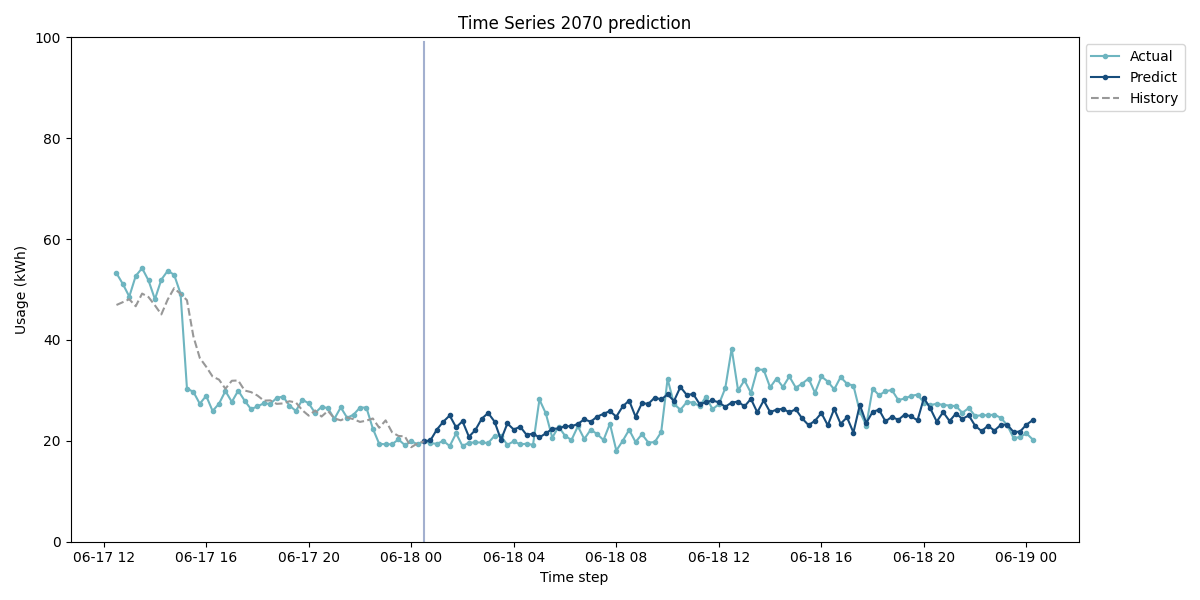 Time Series 2070 prediction
Usage (kWh)
100
80
60
40
20
0
06-17 12
06-17 16
06-17 20
06-18 00
06-18 04
06-18 08
06-18 12
06-18 16
06-18 20
06-19 00
Time step
Actual
Predict
History